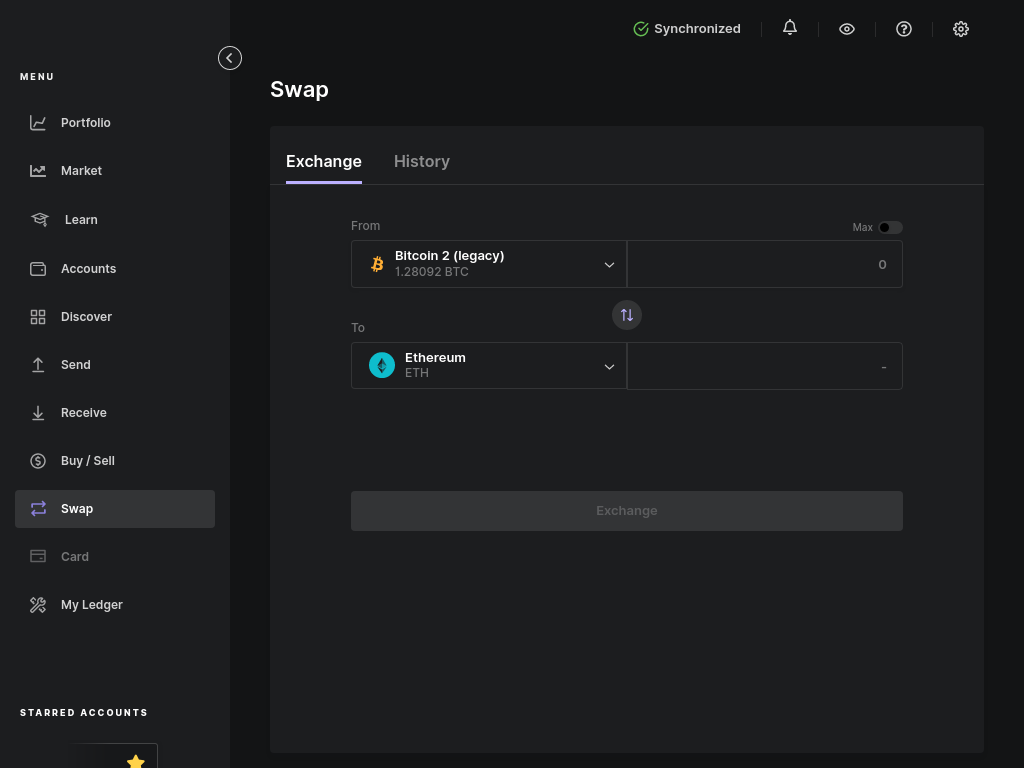 Synchronized
MENU
Portfolio
Market
Learn
Accounts
Discover
Send
Receive
Buy / Sell
Swap
Card
My Ledger
STARRED ACCOUNTS
Swap
Exchange
History
From
Max
Bitcoin 2 (legacy)
1.28092 BTC
0
To
Ethereum
ETH
-
Exchange